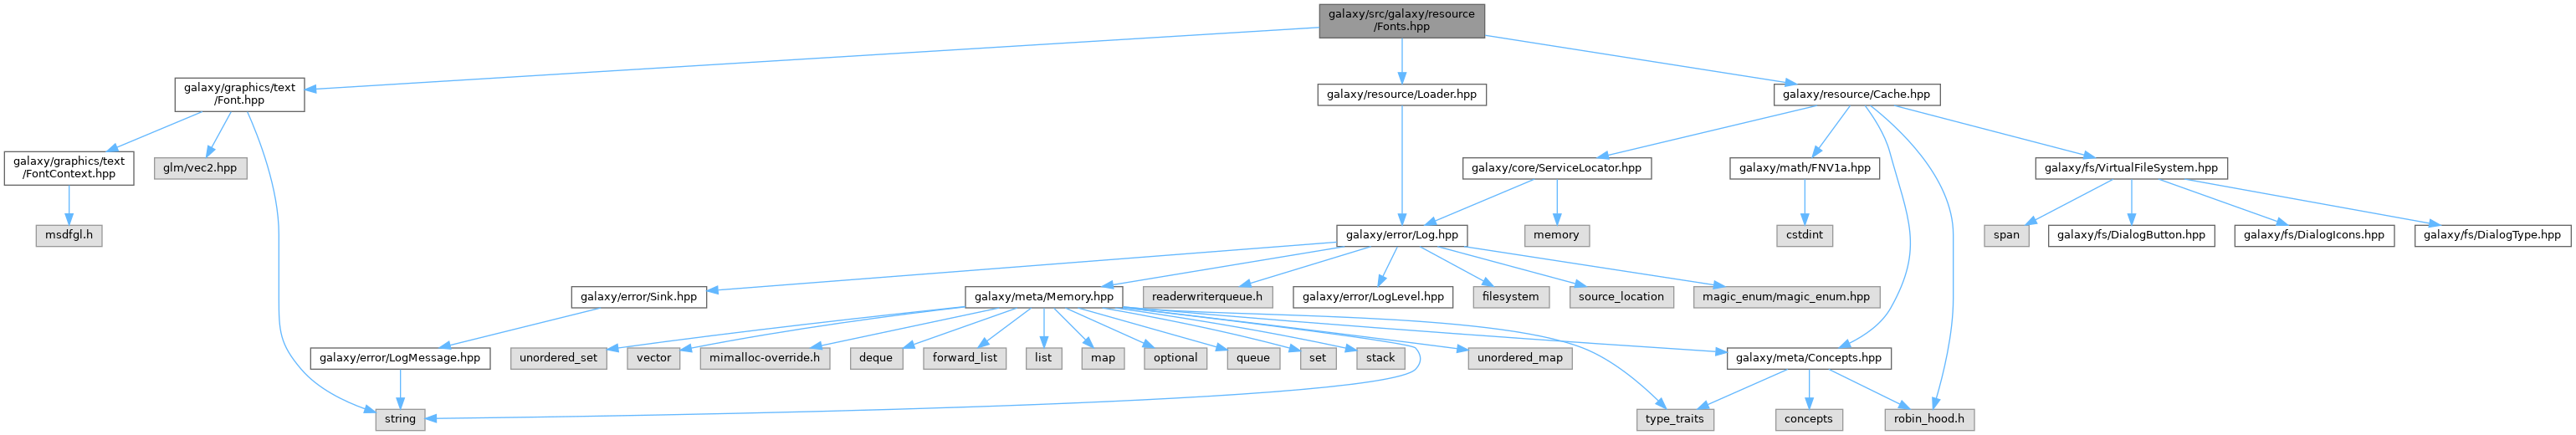 galaxy/src/galaxy/resource
/Fonts.hpp
galaxy/graphics/text
/Font.hpp
galaxy/resource/Loader.hpp
galaxy/resource/Cache.hpp
galaxy/graphics/text
/FontContext.hpp
glm/vec2.hpp
galaxy/core/ServiceLocator.hpp
galaxy/math/FNV1a.hpp
galaxy/fs/VirtualFileSystem.hpp
msdfgl.h
galaxy/error/Log.hpp
memory
cstdint
span
galaxy/fs/DialogButton.hpp
galaxy/fs/DialogIcons.hpp
galaxy/fs/DialogType.hpp
galaxy/error/Sink.hpp
galaxy/meta/Memory.hpp
readerwriterqueue.h
galaxy/error/LogLevel.hpp
filesystem
source_location
magic_enum/magic_enum.hpp
galaxy/error/LogMessage.hpp
unordered_set
vector
mimalloc-override.h
deque
forward_list
list
map
optional
queue
set
stack
unordered_map
galaxy/meta/Concepts.hpp
string
type_traits
concepts
robin_hood.h